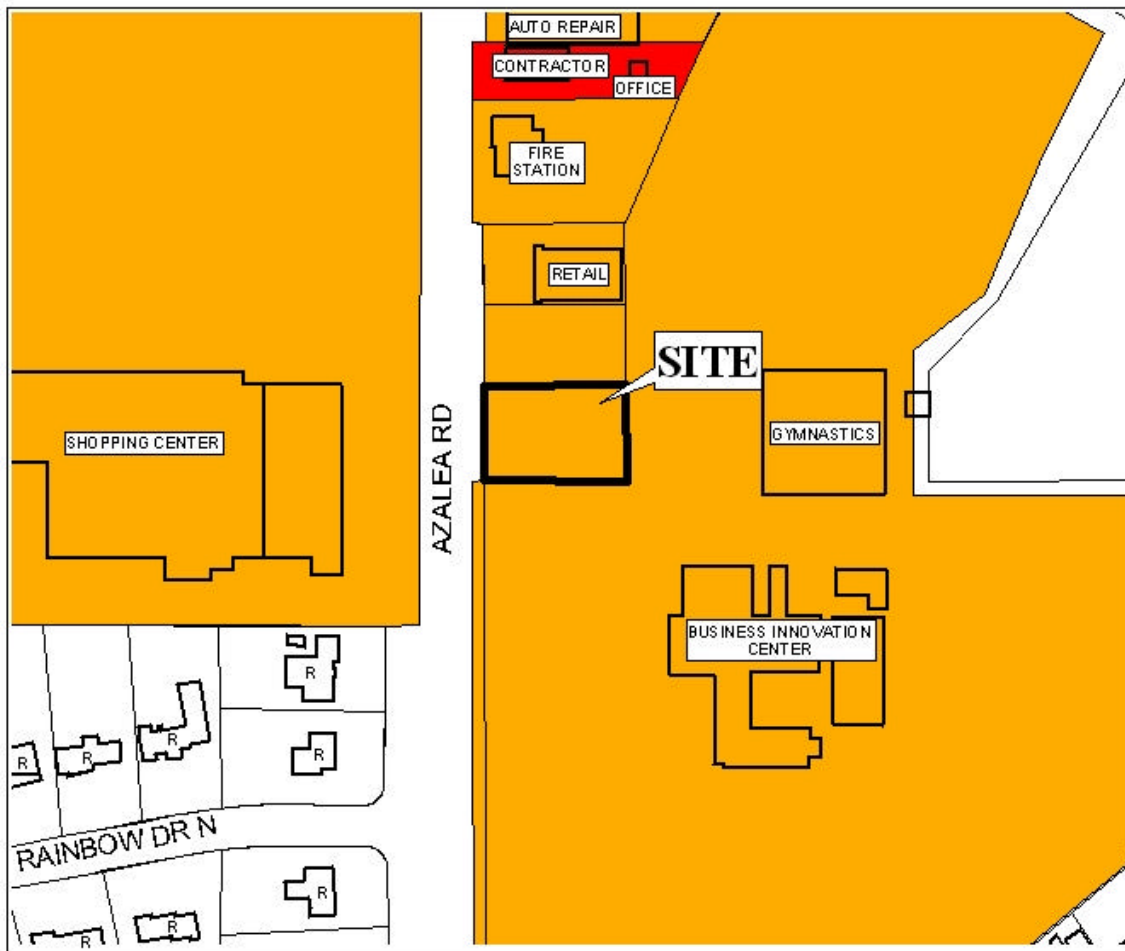 AUTO REPAIR
CONTRACTOR
OFFICE
FIRE
STATION
RETAIL
SITE
SHOPPING CENTER
GYMNASTICS
AZALEA RD
BUSINESS INNOVATION
CENTER
R
R
R
R
R
RAINBOW DR N
R
R
R